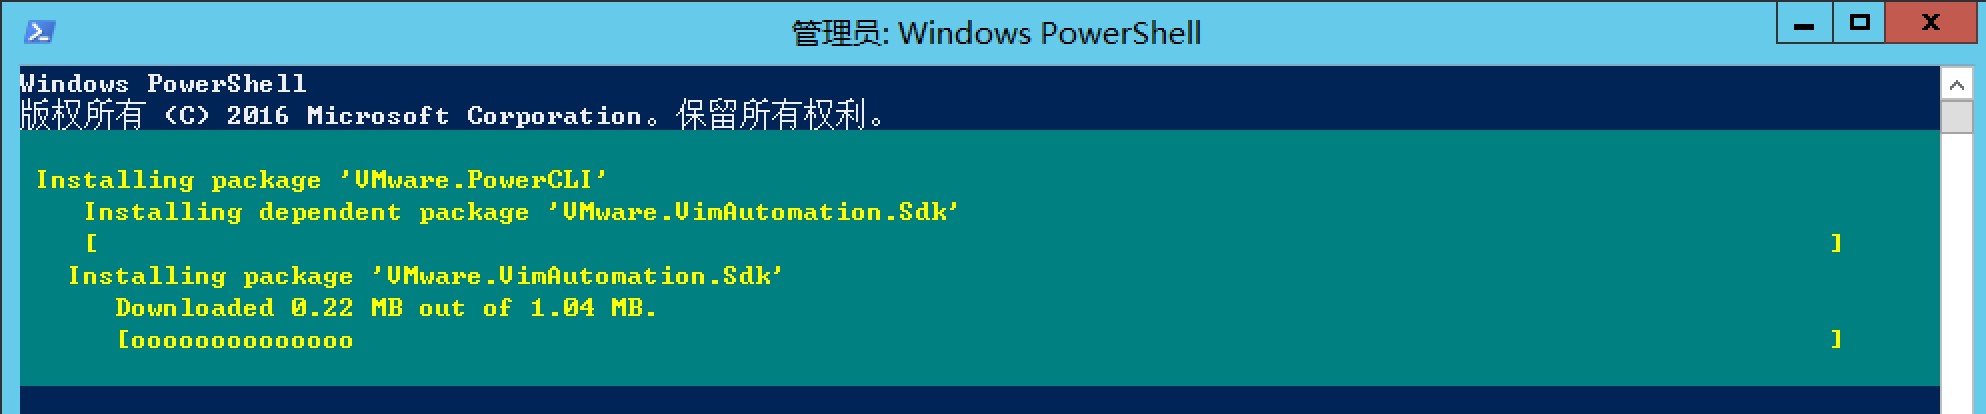 管理员: Windows PowerShell
Windows PowerShell
版权所有 (C) 2016 Microsoft Corporation。保留所有权利。
Installing package 'VMware.PowerCLI'
Installing dependent package 'VMware.VimAutomation.Sdk'
[ ]
Installing package 'VMware.VimAutomation.Sdk'
Downloaded 0.22 MB out of 1.04 MB.
[oooooooooooooo ]